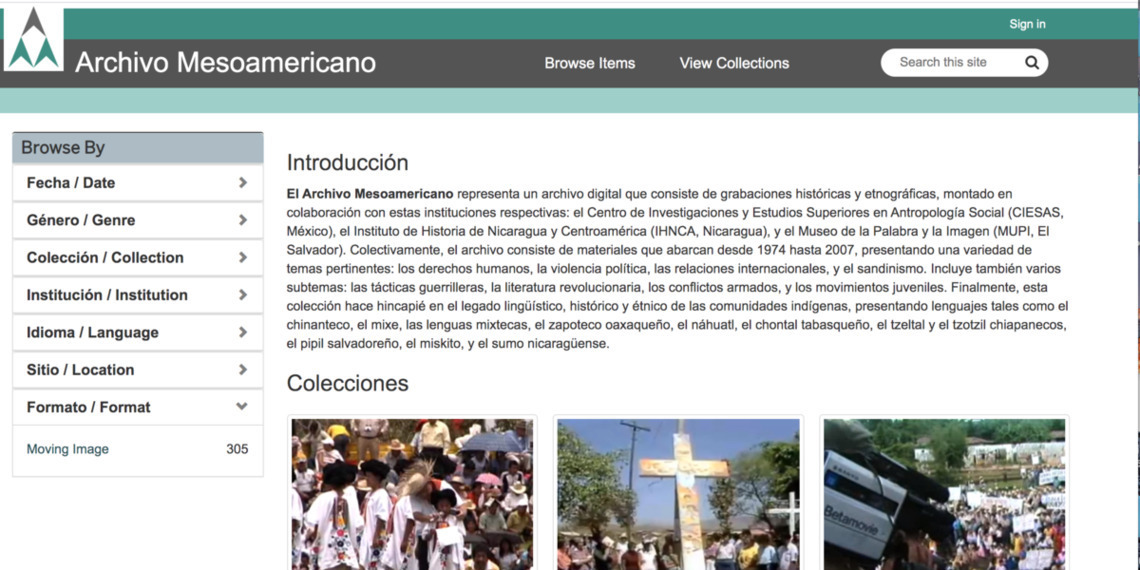 Sign in
Archivo Mesoamericano
Browse Items
View Collections
Search this site
Browse By
Fecha / Date
Género / Genre
Colección / Collection
Institución / Institution
Idioma / Language
Sitio / Location
Formato / Format
Moving Image 305
Introducción
El Archivo Mesoamericano representa un archivo digital que consiste de grabaciones históricas y etnográficas, montado en
colaboración con estas instituciones respectivas: el Centro de Investigaciones y Estudios Superiores en Antropología Social (CIESAS,
México), el Instituto de Historia de Nicaragua y Centroamérica (IHNCA, Nicaragua), y el Museo de la Palabra y la Imagen (MUPI, El
Salvador). Colectivamente, el archivo consiste de materiales que abarcan desde 1974 hasta 2007, presentando una variedad de
temas pertinentes: los derechos humanos, la violencia política, las relaciones internacionales, y el sandinismo. Incluye también varios
subtemas: las tácticas guerrilleras, la literatura revolucionaria, los conflictos armados, y los movimientos juveniles. Finalmente, esta
colección hace hincapié en el legado lingüístico, histórico y étnico de las comunidades indígenas, presentando lenguajes tales como el
chinanteco, el mixe, las lenguas mixtecas, el zapoteco oaxaqueño, el náhuatl, el chontal tabasqueño, el tzeltal y el tzotzil chiapanecos,
el pipil salvadoreño, el miskito, y el sumo nicaragüense.
Colecciones
Betamovie